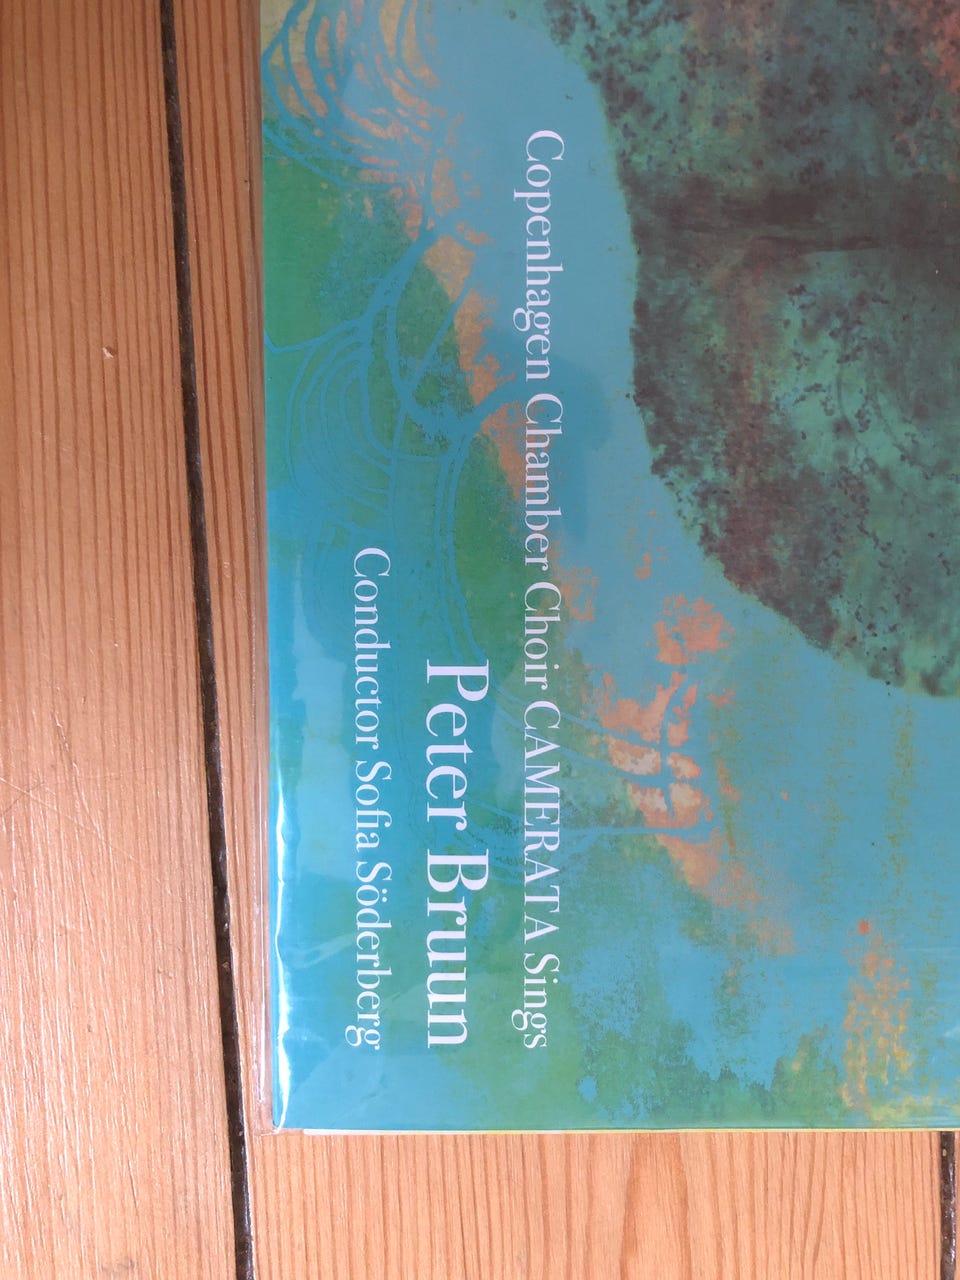 Copenhagen Chamber Choir CAMERATA Sings
Peter Bruun
Conductor Sofia Söderberg